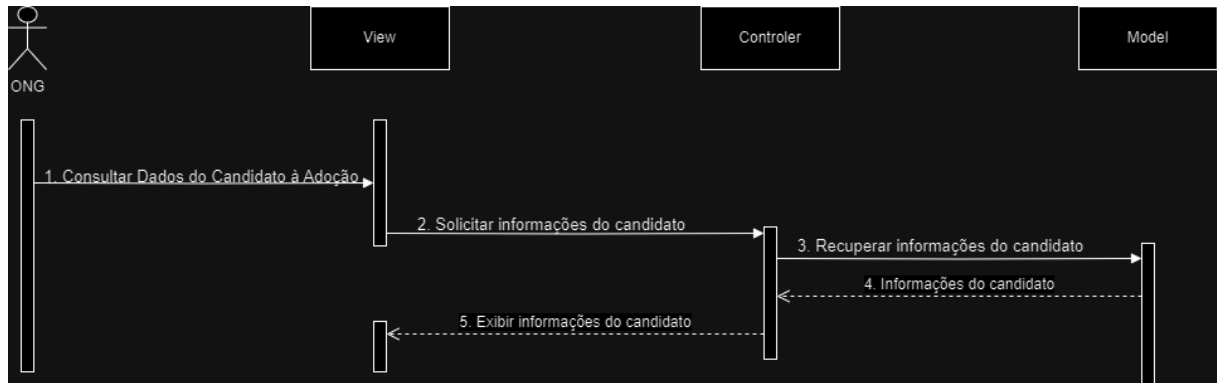 View
Controler
Model
ONG
1. Consultar Dados do Candidato à Adoção
2. Solicitar informações do candidato
3. Recuperar informações do candidato
4. Informações do candidato
5. Exibir informações do candidato